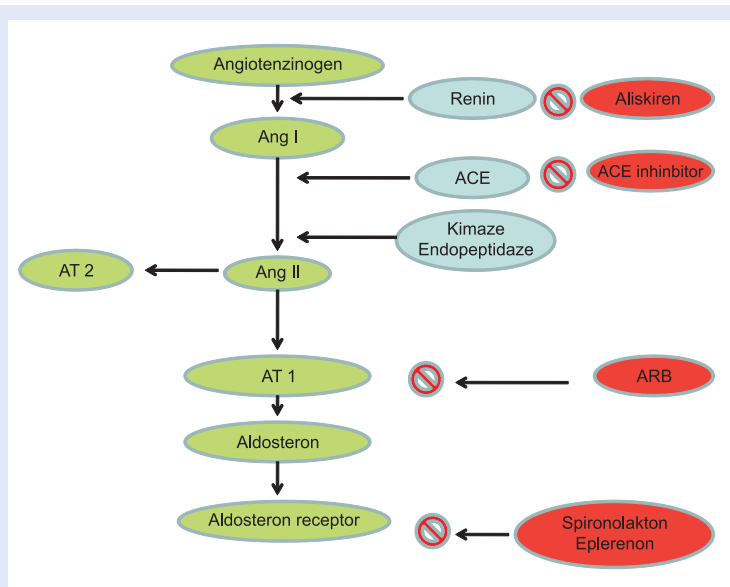 Angiotenzinogen
Renin
Aliskiren
Ang I
ACE
ACE inhinbitor
Kimaze
Endopeptidaze
AT 2
Ang II
AT 1
ARB
Aldosteron
Aldosteron receptor
Spironolakton
Eplerenon